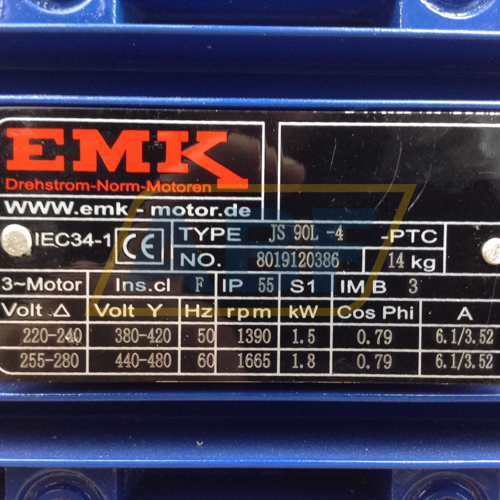 EMK
Drehstrom-Norm-Motoren
www.emk-motor.de
IEC34-1 CE TYPE JS 90L -4 -PTC
NO. 8019120386 14 kg
3~Motor Ins.cl F IP 55 S1 IM B 3
Volt Δ Volt Y Hz rpm kW Cos Phi A
220-240 380-420 50 1390 1.5 0.79 6.1/3.52
255-280 440-480 60 1665 1.8 0.79 6.1/3.52